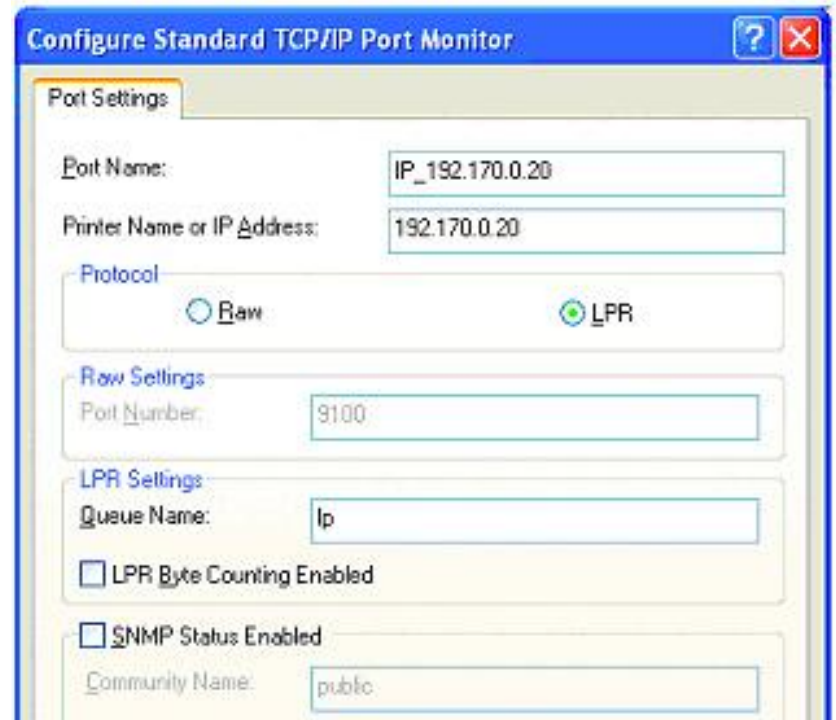 Configure Standard TCP/IP Port Monitor
Port Settings
Port Name: IP_192.170.0.20
Printer Name or IP Address: 192.170.0.20
Protocol
Raw LPR
Raw Settings
Port Number: 9100
LPR Settings
Queue Name: lp
LPR Byte Counting Enabled
SNMP Status Enabled
Community Name: public